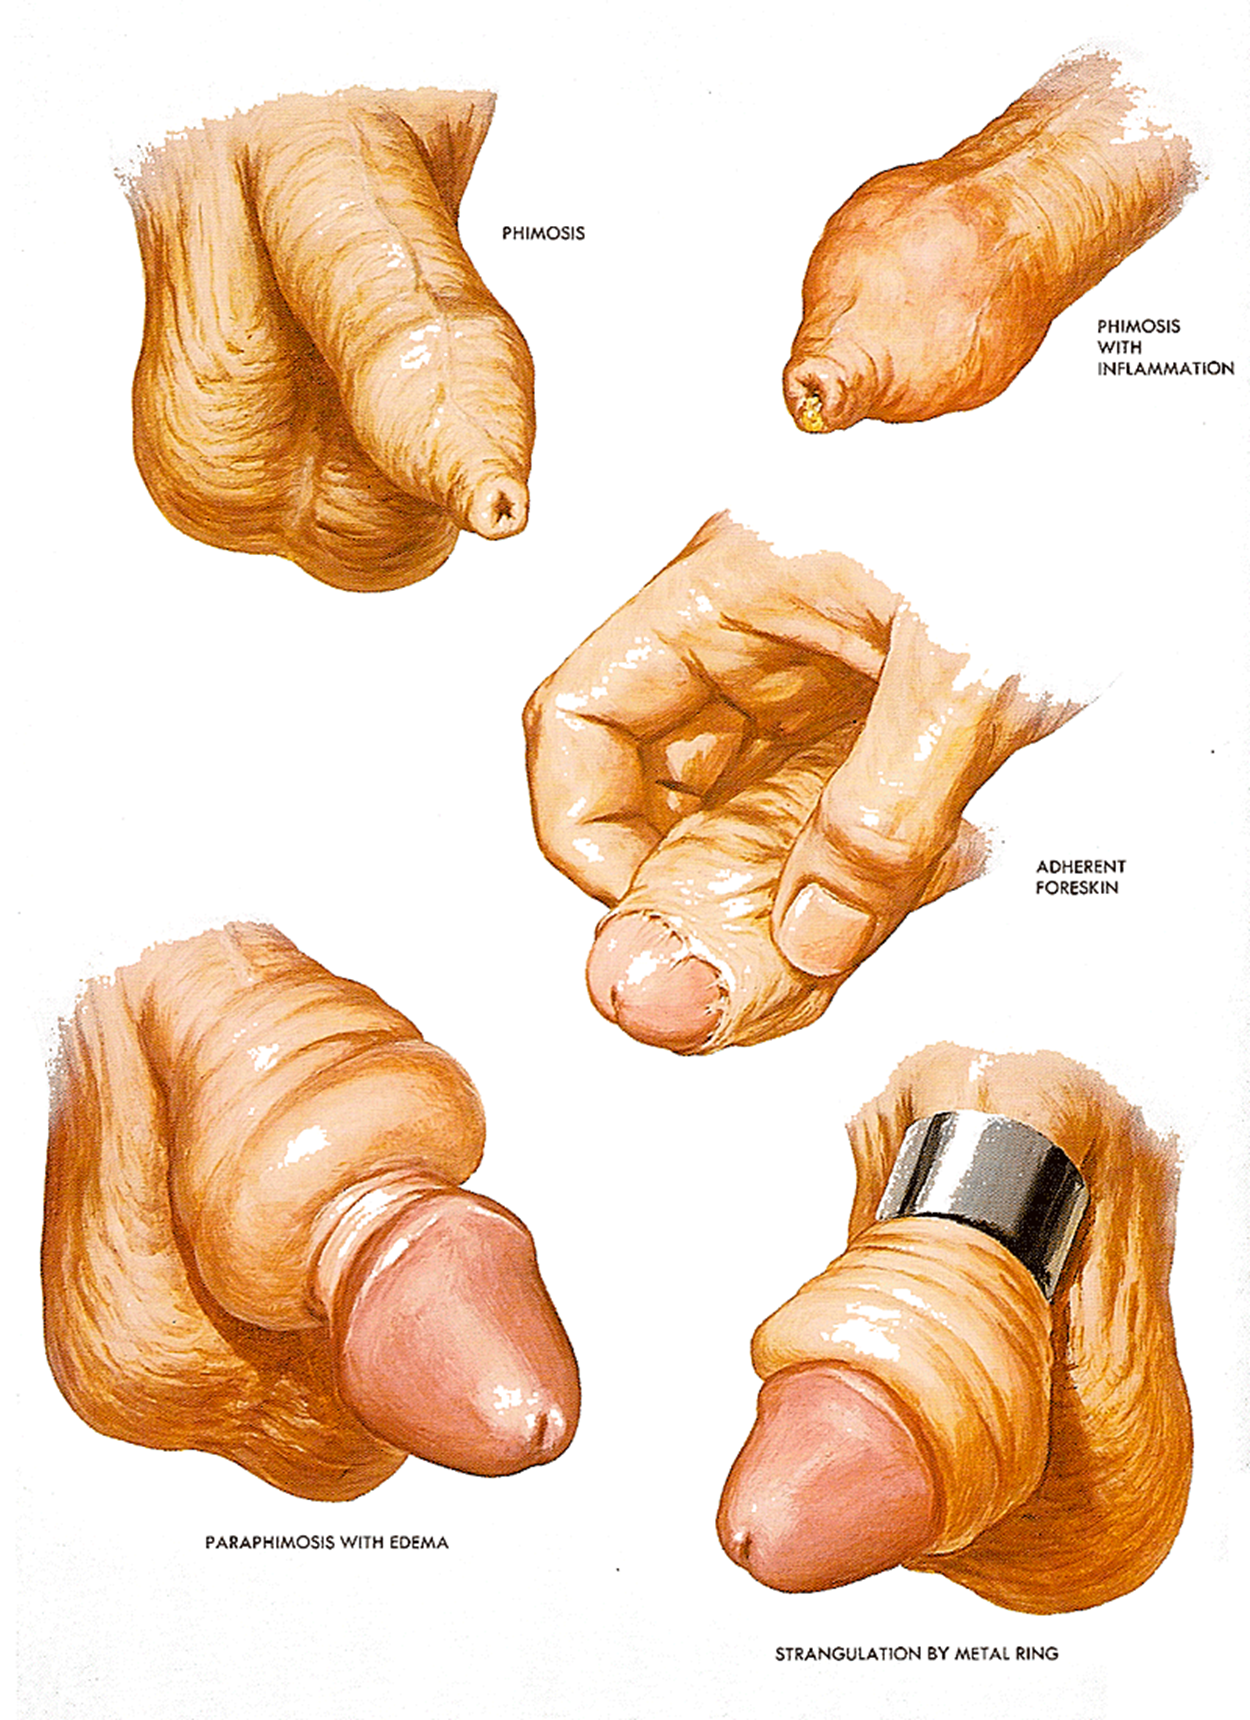 PHIMOSIS
PHIMOSIS
WITH
INFLAMMATION
ADHERENT
FORESKIN
PARAPHIMOSIS WITH EDEMA
STRANGULATION BY METAL RING